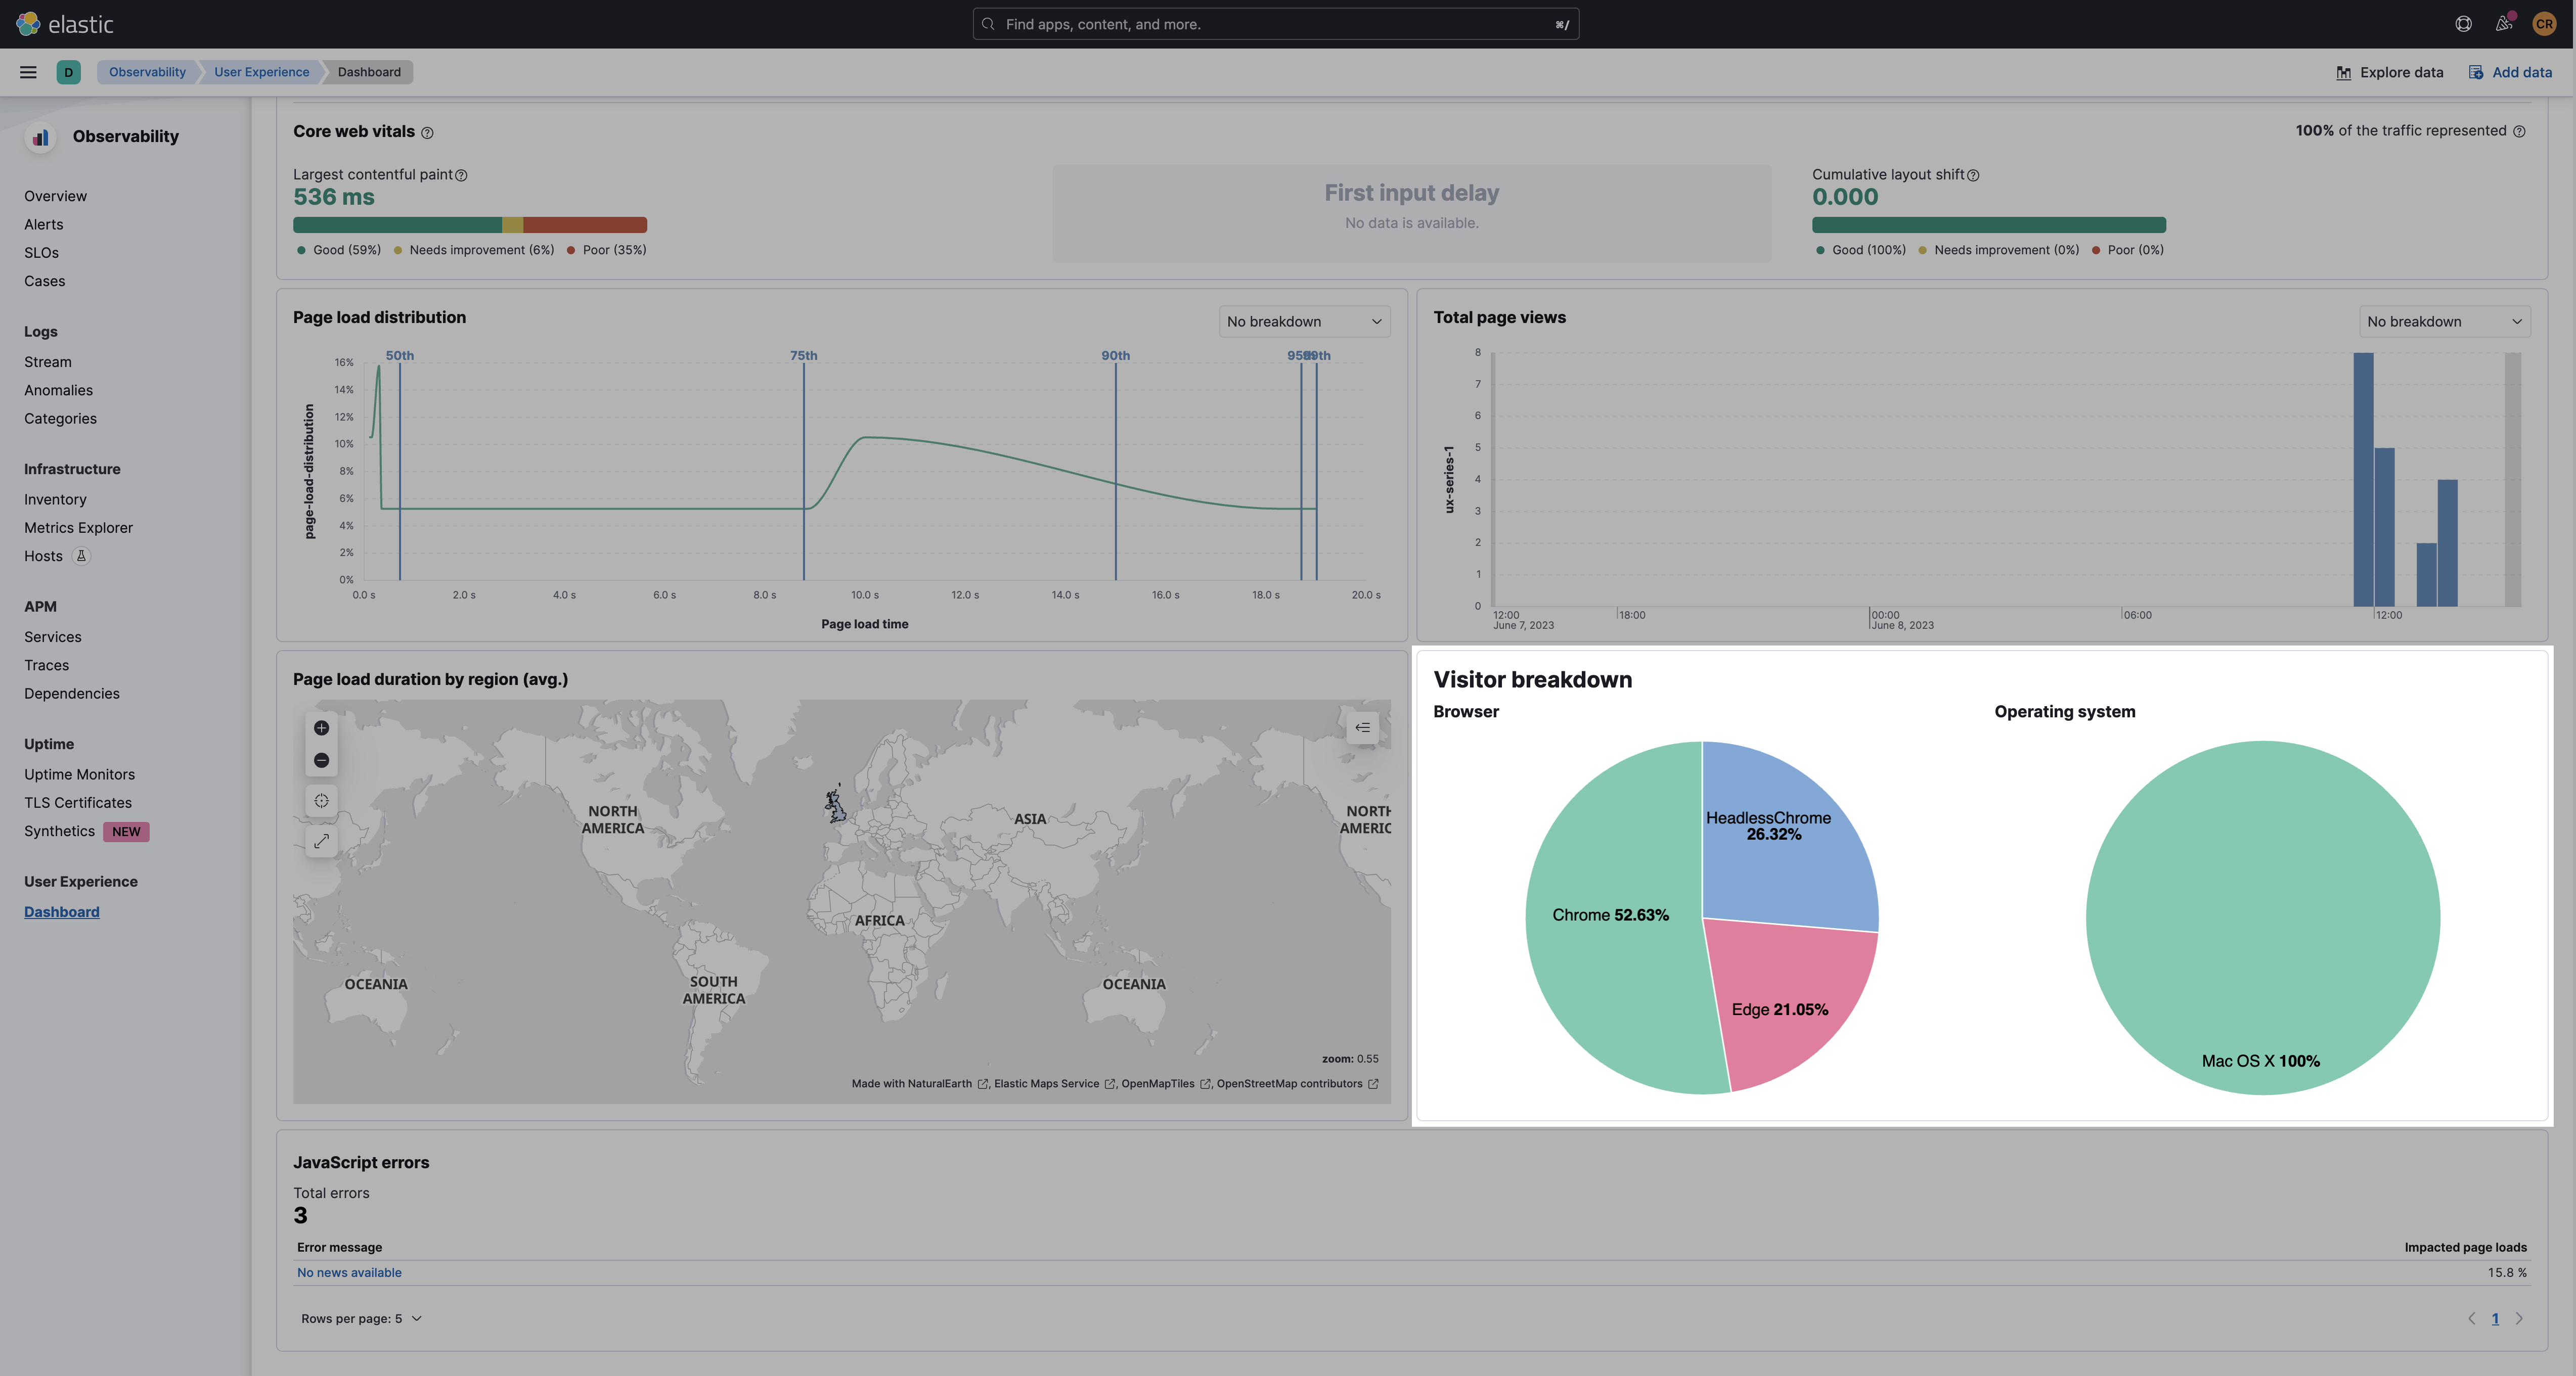 elastic
Find apps, content, and more.
⌘/
CR
D
Observability
User Experience
Dashboard
Explore data
Add data
Observability
Overview
Alerts
SLOs
Cases
Logs
Stream
Anomalies
Categories
Infrastructure
Inventory
Metrics Explorer
Hosts
APM
Services
Traces
Dependencies
Uptime
Uptime Monitors
TLS Certificates
Synthetics NEW
User Experience
Dashboard
Core web vitals
100% of the traffic represented
Largest contentful paint
536 ms
Good (59%) Needs improvement (6%) Poor (35%)
First input delay
No data is available.
Cumulative layout shift
0.000
Good (100%) Needs improvement (0%) Poor (0%)
Page load distribution
No breakdown
50th 75th 90th 95th 99th
16%
14%
12%
10%
8%
6%
4%
2%
0%
page-load-distribution
0.0 s 2.0 s 4.0 s 6.0 s 8.0 s 10.0 s 12.0 s 14.0 s 16.0 s 18.0 s 20.0 s
Page load time
Total page views
No breakdown
8
7
6
5
4
3
2
1
0
ux-series-1
12:00 18:00 00:00 06:00 12:00
June 7, 2023 June 8, 2023
Page load duration by region (avg.)
NORTH
AMERICA
ASIA
NORTH
AMERIC
AFRICA
OCEANIA
SOUTH
AMERICA
OCEANIA
zoom: 0.55
Made with NaturalEarth , Elastic Maps Service , OpenMapTiles , OpenStreetMap contributors
Visitor breakdown
Browser
HeadlessChrome
26.32%
Chrome 52.63%
Edge 21.05%
Operating system
Mac OS X 100%
JavaScript errors
Total errors
3
Error message Impacted page loads
No news available 15.8 %
Rows per page: 5
1